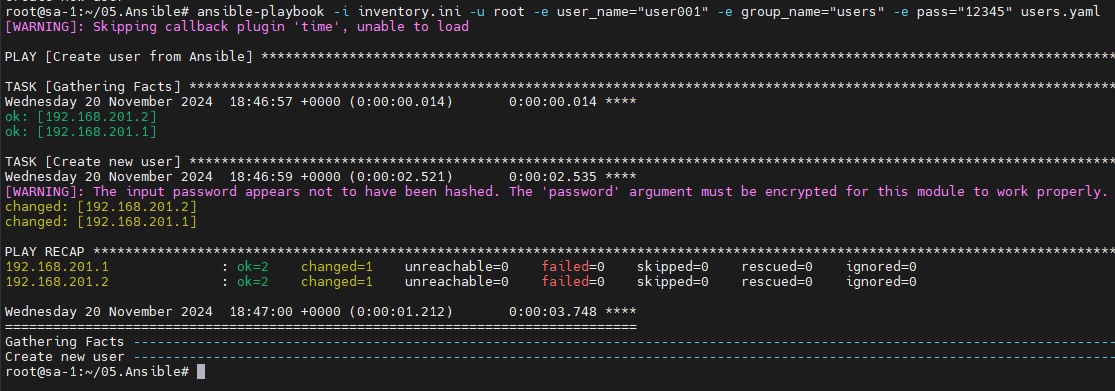 root@sa-1:~/05.Ansible# ansible-playbook -i inventory.ini -u root -e user_name="user001" -e group_name="users" -e pass="12345" users.yaml
[WARNING]: Skipping callback plugin 'time', unable to load
PLAY [Create user from Ansible] ****************************************************************************************************
TASK [Gathering Facts] ****************************************************************************************************
Wednesday 20 November 2024  18:46:57 +0000 (0:00:00.014)       0:00:00.014 ****
ok: [192.168.201.2]
ok: [192.168.201.1]
TASK [Create new user] ****************************************************************************************************
Wednesday 20 November 2024  18:46:59 +0000 (0:00:02.521)       0:00:02.535 ****
[WARNING]: The input password appears not to have been hashed. The 'password' argument must be encrypted for this module to work properly.
changed: [192.168.201.2]
changed: [192.168.201.1]
PLAY RECAP ****************************************************************************************************
192.168.201.1              : ok=2    changed=1    unreachable=0    failed=0    skipped=0    rescued=0    ignored=0
192.168.201.2              : ok=2    changed=1    unreachable=0    failed=0    skipped=0    rescued=0    ignored=0
Wednesday 20 November 2024  18:47:00 +0000 (0:00:01.212)       0:00:03.748 ****
===============================================================================
Gathering Facts ----------------------------------------------------------------------------------------------------
Create new user ----------------------------------------------------------------------------------------------------
root@sa-1:~/05.Ansible#